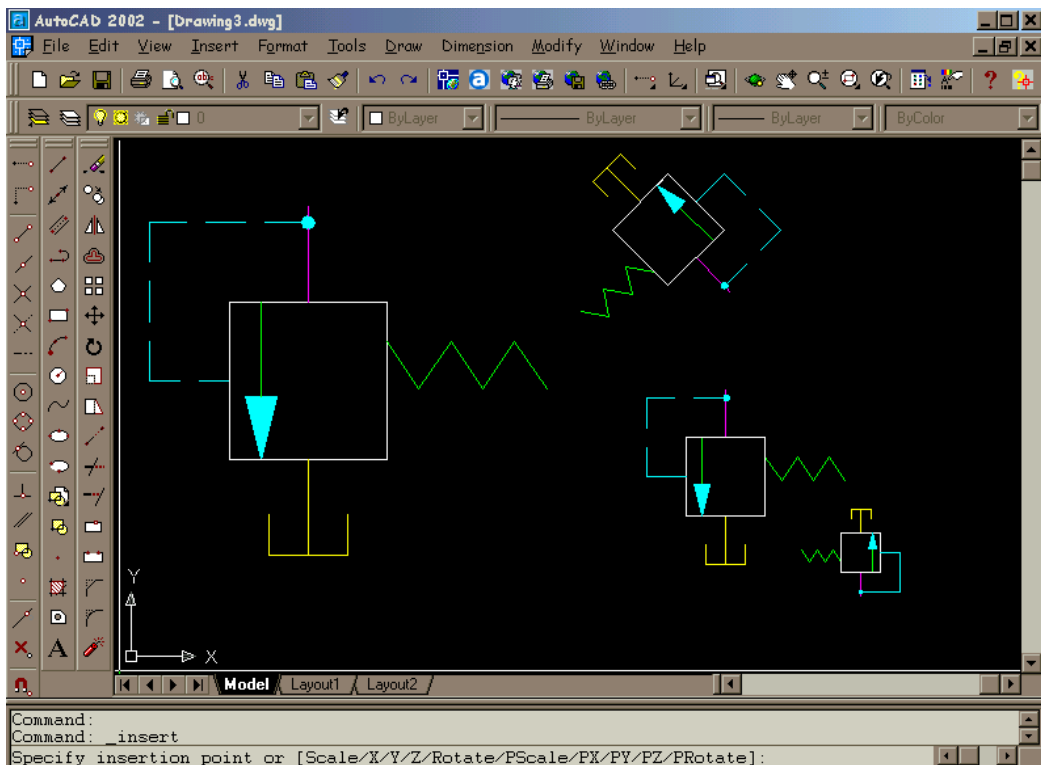 AutoCAD 2002 - [Drawing3.dwg]
File Edit View Insert Format Tools Draw Dimension Modify Window Help
0 ByLayer ByLayer ByLayer ByColor
Y
X
Model Layout1 Layout2
Command:
Command: _insert
Specify insertion point or [Scale/X/Y/Z/Rotate/PScale/PX/PY/PZ/PRotate]: